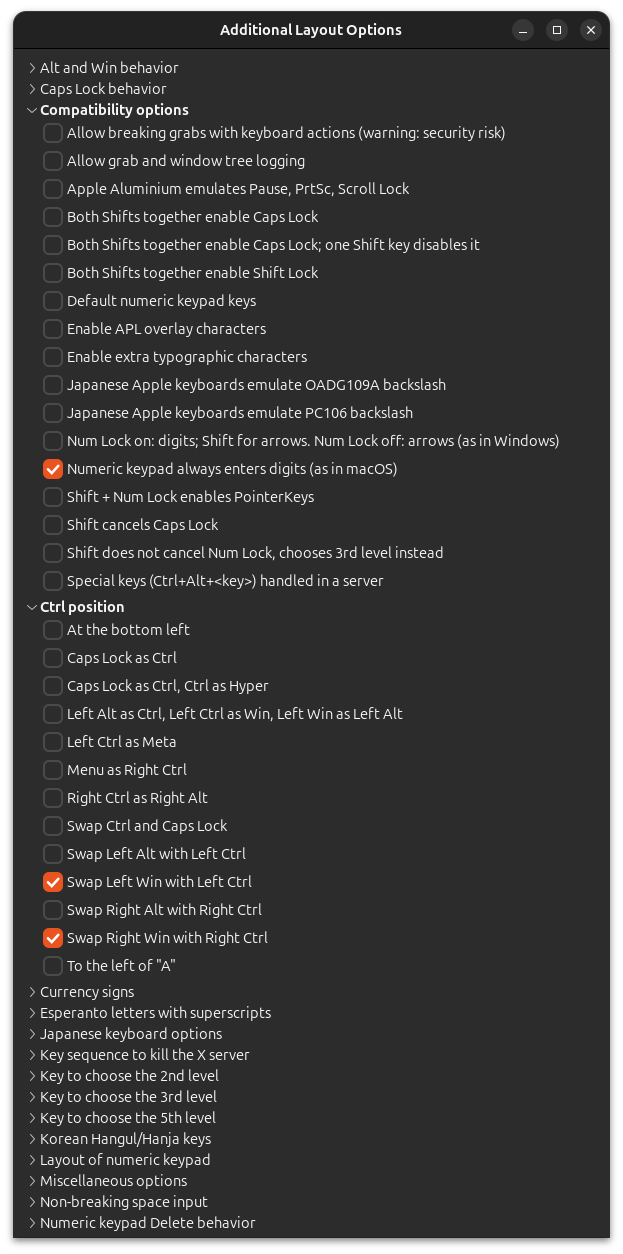 Additional Layout Options
Alt and Win behavior
Caps Lock behavior
Compatibility options
Allow breaking grabs with keyboard actions (warning: security risk)
Allow grab and window tree logging
Apple Aluminium emulates Pause, PrtSc, Scroll Lock
Both Shifts together enable Caps Lock
Both Shifts together enable Caps Lock; one Shift key disables it
Both Shifts together enable Shift Lock
Default numeric keypad keys
Enable APL overlay characters
Enable extra typographic characters
Japanese Apple keyboards emulate OADG109A backslash
Japanese Apple keyboards emulate PC106 backslash
Num Lock on: digits; Shift for arrows. Num Lock off: arrows (as in Windows)
Numeric keypad always enters digits (as in macOS)
Shift + Num Lock enables PointerKeys
Shift cancels Caps Lock
Shift does not cancel Num Lock, chooses 3rd level instead
Special keys (Ctrl+Alt+<key>) handled in a server
Ctrl position
At the bottom left
Caps Lock as Ctrl
Caps Lock as Ctrl, Ctrl as Hyper
Left Alt as Ctrl, Left Ctrl as Win, Left Win as Left Alt
Left Ctrl as Meta
Menu as Right Ctrl
Right Ctrl as Right Alt
Swap Ctrl and Caps Lock
Swap Left Alt with Left Ctrl
Swap Left Win with Left Ctrl
Swap Right Alt with Right Ctrl
Swap Right Win with Right Ctrl
To the left of "A"
Currency signs
Esperanto letters with superscripts
Japanese keyboard options
Key sequence to kill the X server
Key to choose the 2nd level
Key to choose the 3rd level
Key to choose the 5th level
Korean Hangul/Hanja keys
Layout of numeric keypad
Miscellaneous options
Non-breaking space input
Numeric keypad Delete behavior